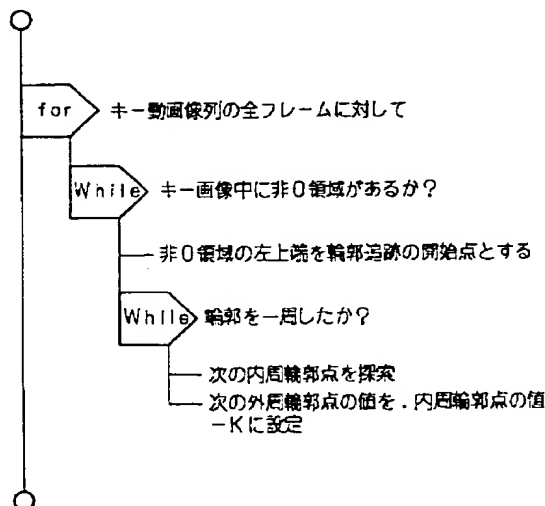 for キー動画像列の全フレームに対して
While キー画像中に非0領域があるか？
非0領域の左上端を輪郭追跡の開始点とする
While 輪郭を一周したか？
次の内周輪郭点を探索
次の外周輪郭点の値を．内周輪郭点の値
－Kに設定